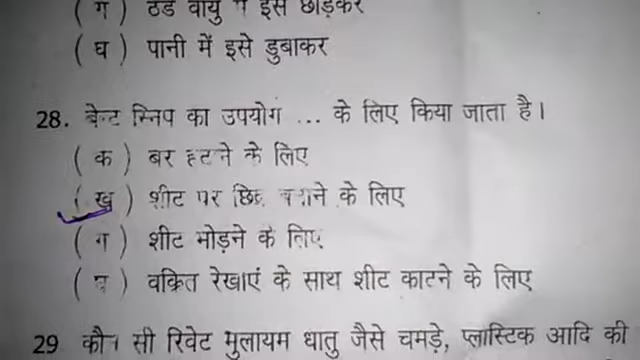 ( ग ) ठंडे वायु में इसे छोड़कर
( घ ) पानी में इसे डुबाकर
28. बेन्ट स्निप का उपयोग ... के लिए किया जाता है।
( क ) बर हटाने के लिए
( ख ) शीट पर छिद्र बनाने के लिए
( ग ) शीट मोड़ने के लिए
( घ ) वक्रित रेखाएं के साथ शीट काटने के लिए
29 कौन सी रिवेट मुलायम धातु जैसे चमड़े, प्लास्टिक आदि की